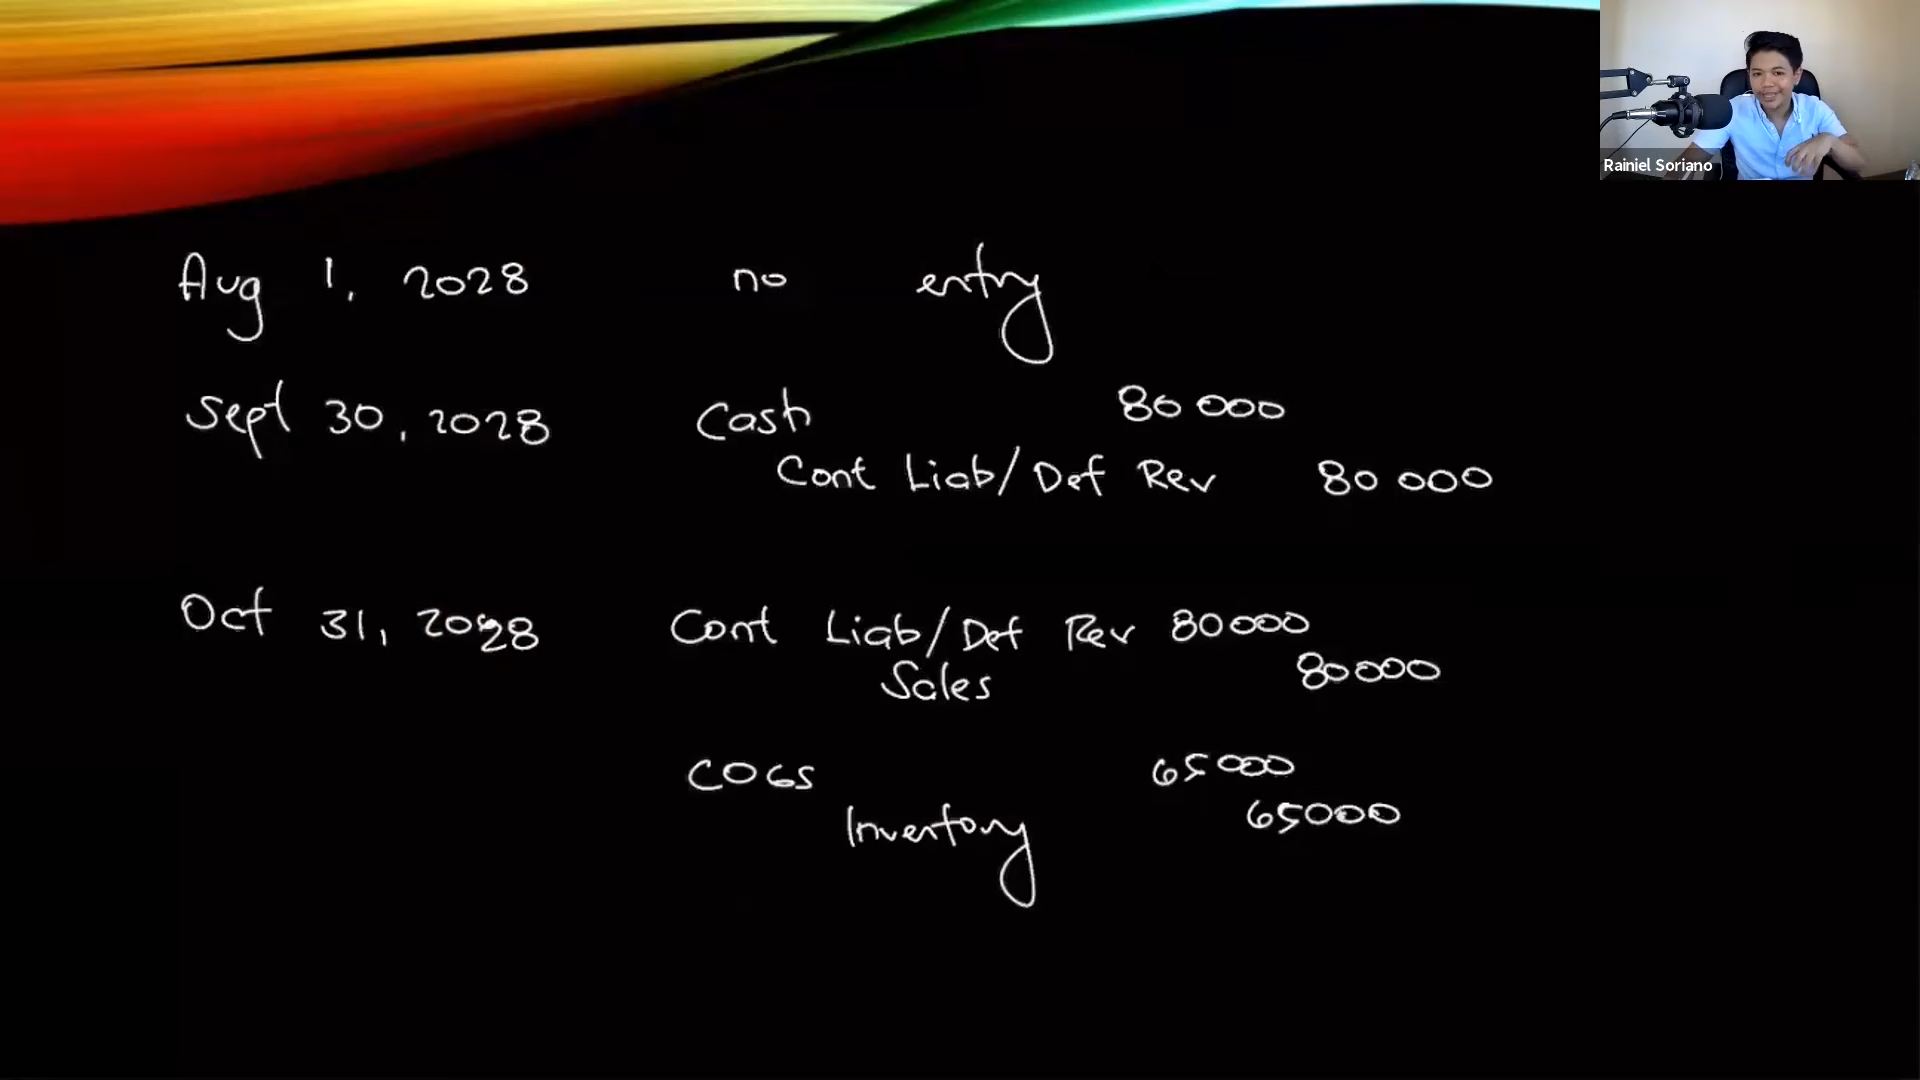 Rainiel Soriano
Aug 1, 2028 no entry
Sept 30, 2028 Cash 80 000
Cont Liab/Def Rev 80 000
Oct 31, 2028 Cont Liab/Def Rev 80000
Sales 80000
COGS 65000
Inventory 65000